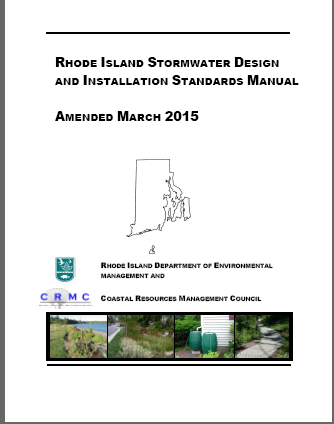 RHODE ISLAND STORMWATER DESIGN
AND INSTALLATION STANDARDS MANUAL
AMENDED MARCH 2015
RHODE ISLAND DEPARTMENT OF ENVIRONMENTAL
MANAGEMENT AND
CRMC
COASTAL RESOURCES MANAGEMENT COUNCIL